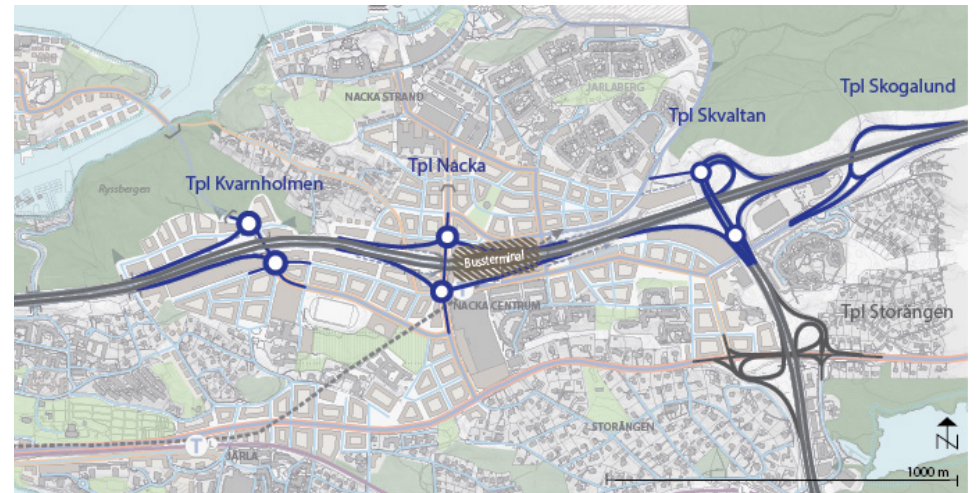 Tpl Skogalund
JARLABERG
NACKA STRAND
Tpl Skvaltan
Tpl Nacka
Tpl Kvarnholmen
Ryssbergen
Bussterminal
NACKA CENTRUM
Tpl Storängen
STORÄNGEN
T
JÄRLA
N
1000 m